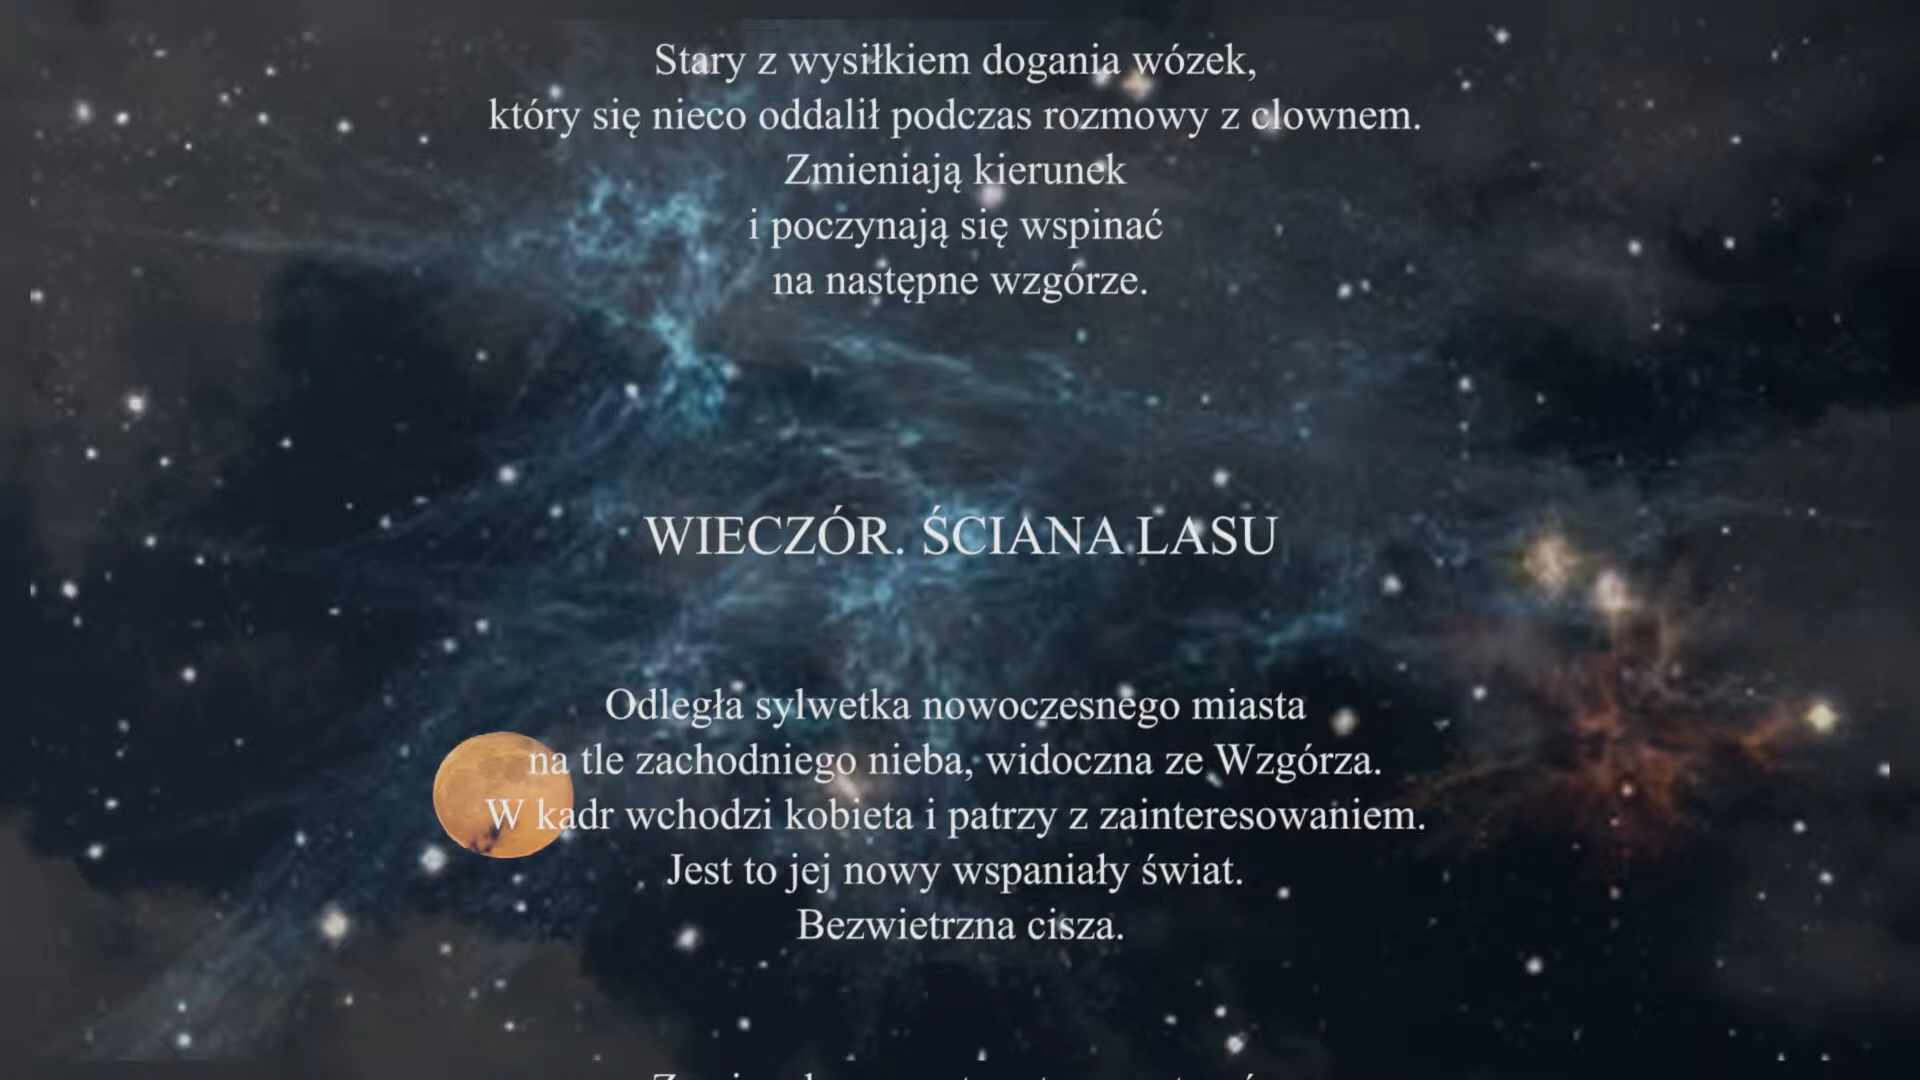 Stary z wysiłkiem dogania wózek,
który się nieco oddalił podczas rozmowy z clownem.
Zmieniają kierunek
i poczynają się wspinać
na następne wzgórze.
WIECZÓR. ŚCIANA LASU
Odległa sylwetka nowoczesnego miasta
na tle zachodniego nieba, widoczna ze Wzgórza.
W kadr wchodzi kobieta i patrzy z zainteresowaniem.
Jest to jej nowy wspaniały świat.
Bezwietrzna cisza.